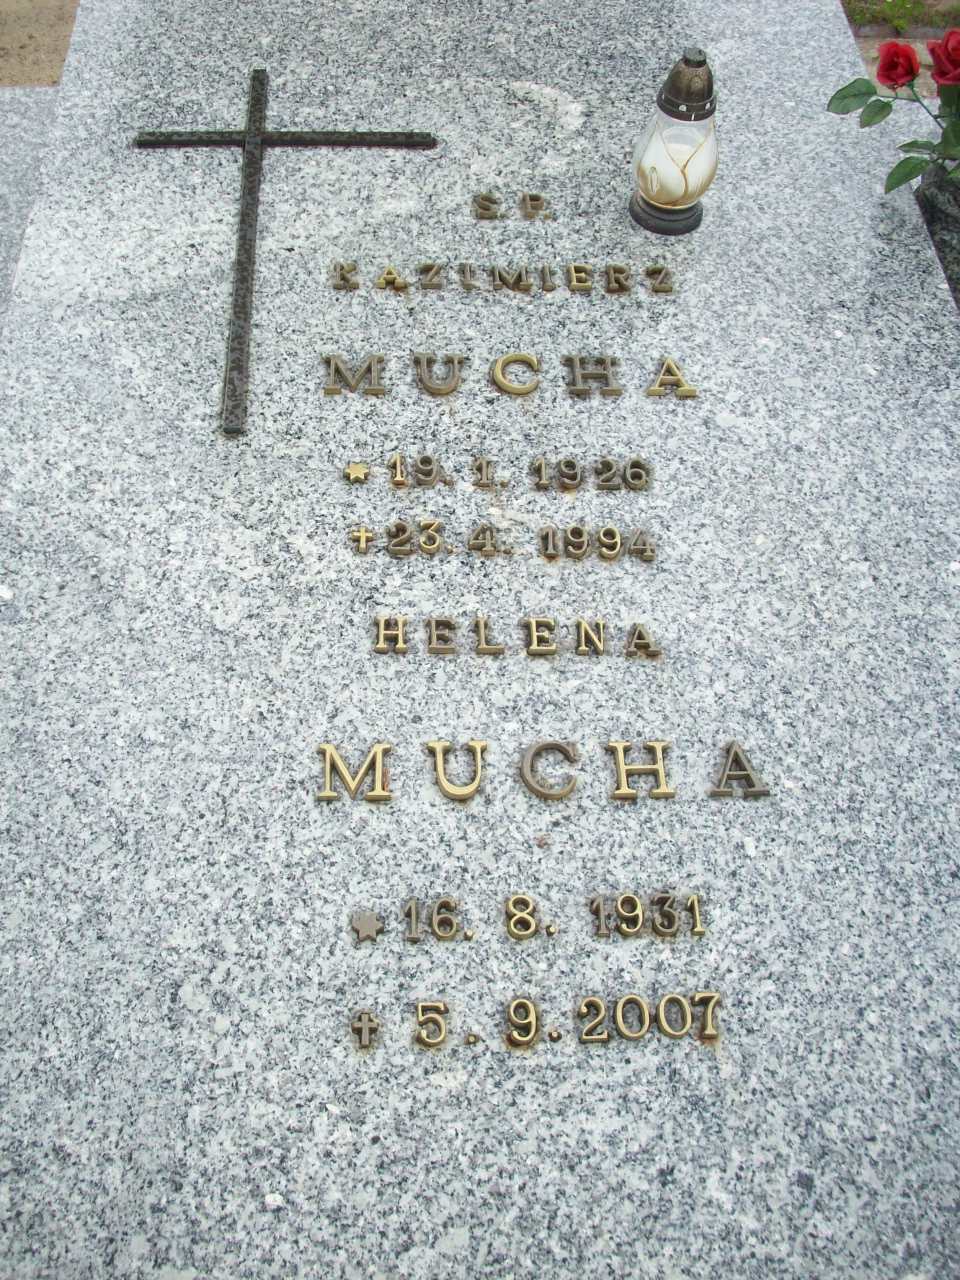 S.P.
KAZIMIERZ
MUCHA
* 19.1.1926
✝ 23.4.1994
HELENA
MUCHA
* 16.8.1931
✝ 5.9.2007